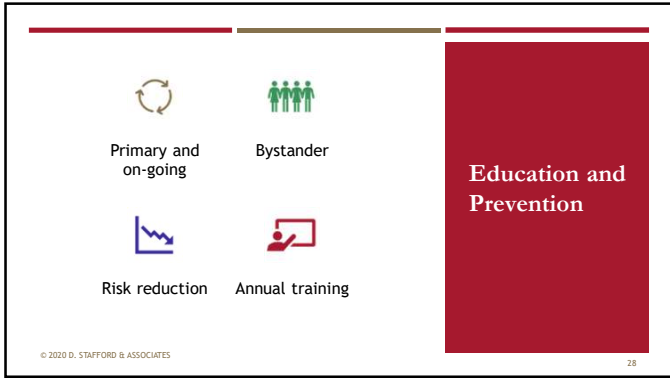 Primary and
on-going
Bystander
Risk reduction
Annual training
Education and
Prevention
© 2020 D. STAFFORD & ASSOCIATES
28